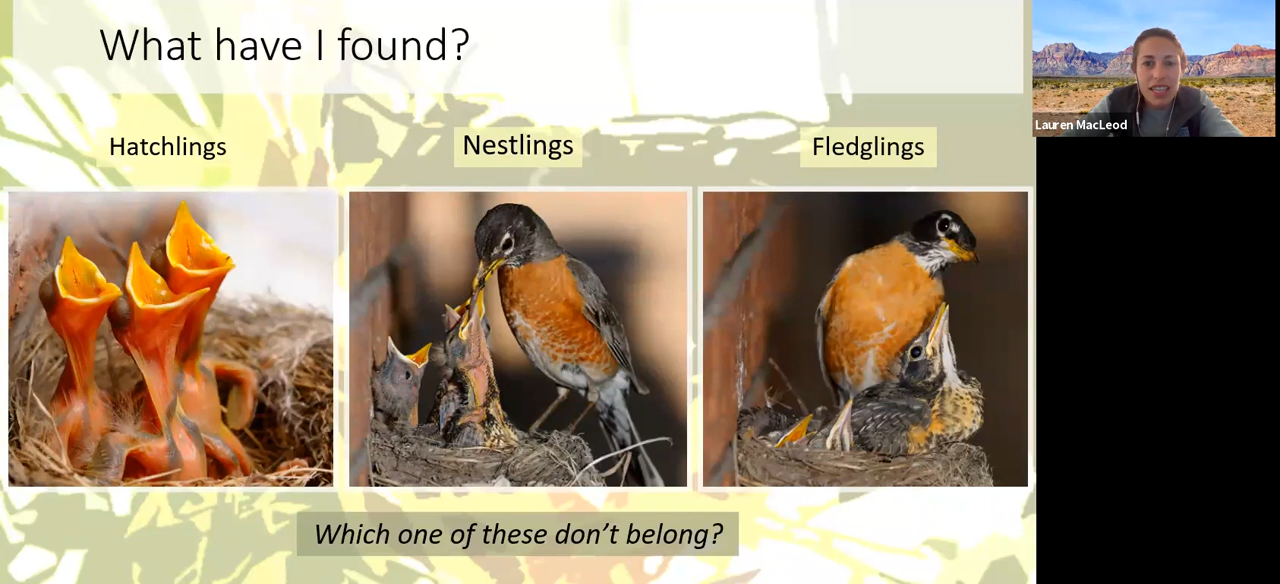 What have I found?
Lauren MacLeod
Hatchlings
Nestlings
Fledglings
Which one of these don't belong?